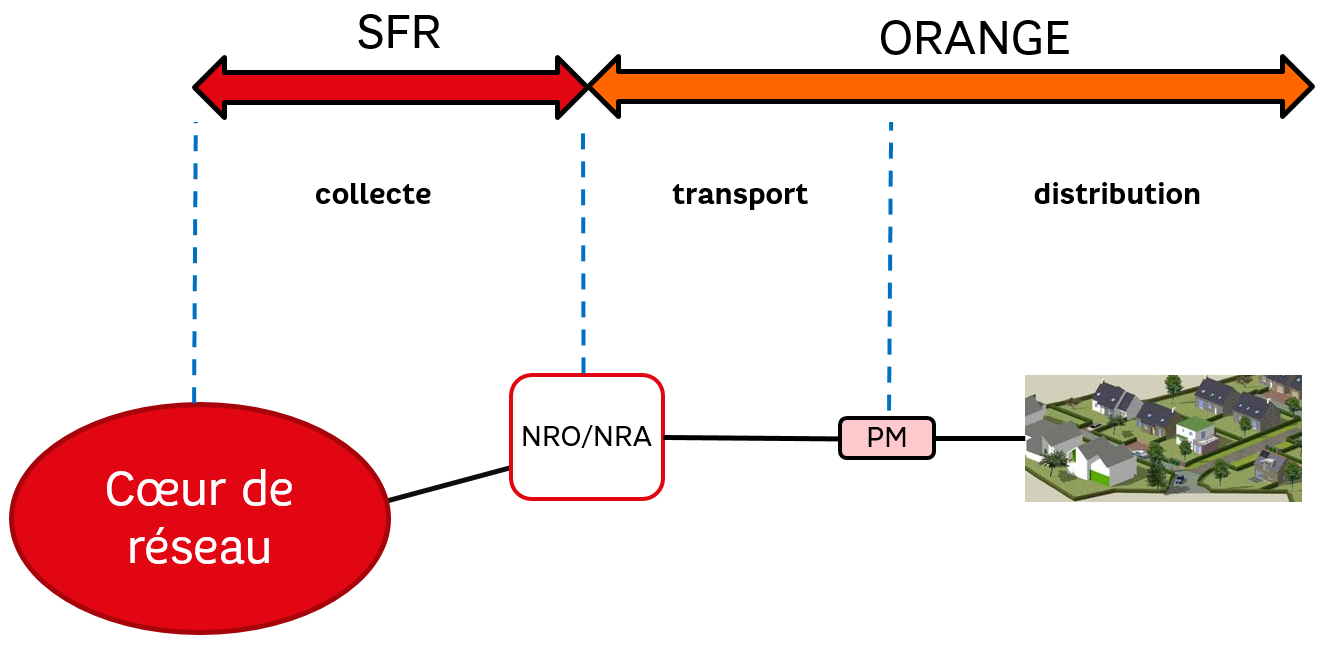 SFR
ORANGE
collecte
transport
distribution
NRO/NRA
PM
Cœur de
réseau